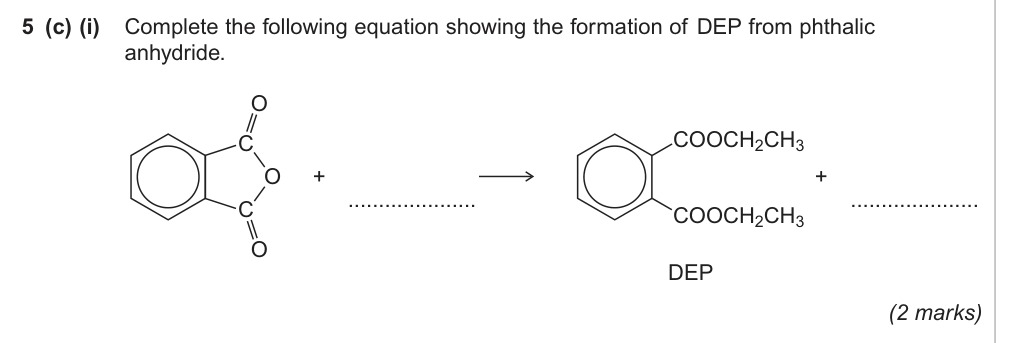 5 (c) (i) Complete the following equation showing the formation of DEP from phthalic
anhydride.
O
C
O
C
O
+
.....................
COOCH₂CH₃
COOCH₂CH₃
+
.....................
DEP
(2 marks)